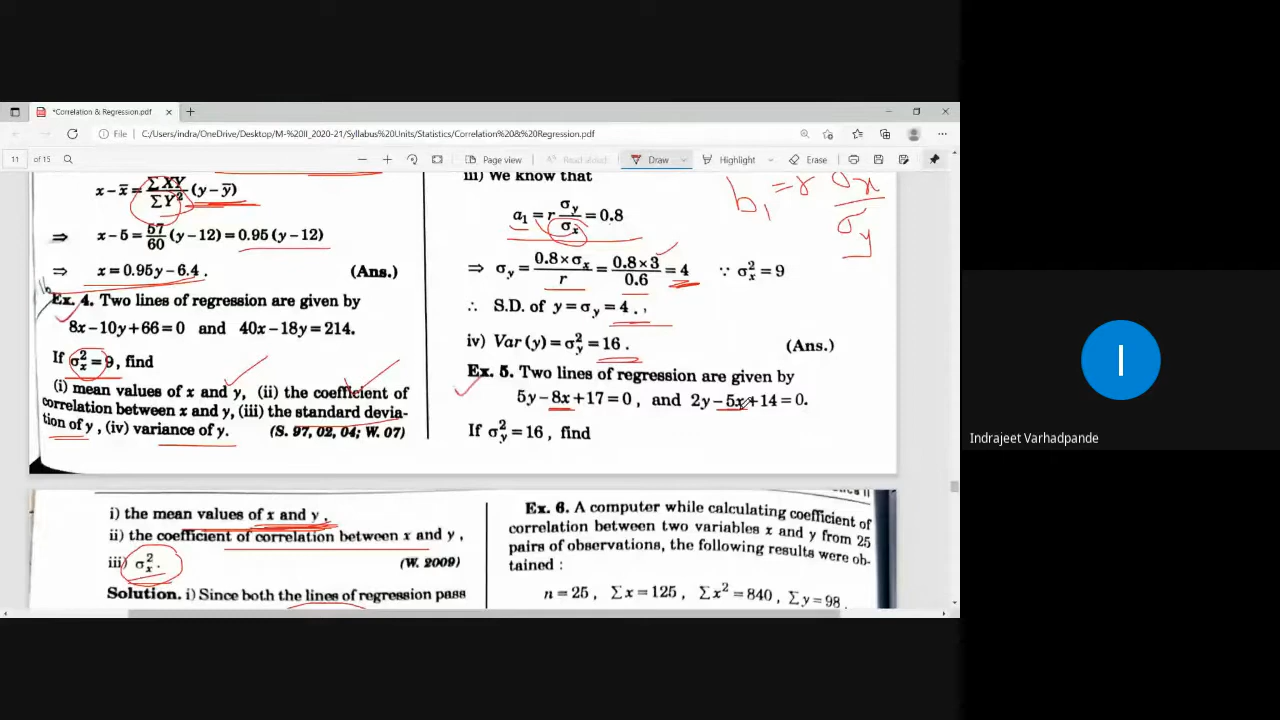 *Correlation & Regression.pdf
File C:/Users/indra/OneDrive/Desktop/M-%20II_2020-21/Syllabus%20Units/Statistics/Correlation%20&%20Regression.pdf
11 of 15
Page view
Read aloud
Draw
Highlight
Erase
x − x̄ = ΣXY / ΣY² (y − ȳ)
⇒ x − 5 = 57/60 (y − 12) = 0.95 (y − 12)
⇒ x = 0.95y − 6.4 . (Ans.)
Ex. 4. Two lines of regression are given by
8x − 10y + 66 = 0 and 40x − 18y = 214.
If σx² = 9, find
(i) mean values of x and y, (ii) the coefficient of
correlation between x and y, (iii) the standard devia-
tion of y, (iv) variance of y. (S. 97, 02, 04; W. 07)
iii) We know that
a₁ = r σy/σx = 0.8
⇒ σy = 0.8 × σx / r = 0.8 × 3 / 0.6 = 4 ∵ σx² = 9
∴ S.D. of y = σy = 4 .
iv) Var (y) = σy² = 16 . (Ans.)
Ex. 5. Two lines of regression are given by
5y − 8x + 17 = 0, and 2y − 5x + 14 = 0.
If σy² = 16, find
b₁ = r σx / σy
i) the mean values of x and y,
ii) the coefficient of correlation between x and y,
iii) σx². (W. 2009)
Solution. i) Since both the lines of regression pass
Ex. 6. A computer while calculating coefficient of
correlation between two variables x and y from 25
pairs of observations, the following results were ob-
tained :
n = 25, Σx = 125, Σx² = 840, Σy = 98
I
Indrajeet Varhadpande